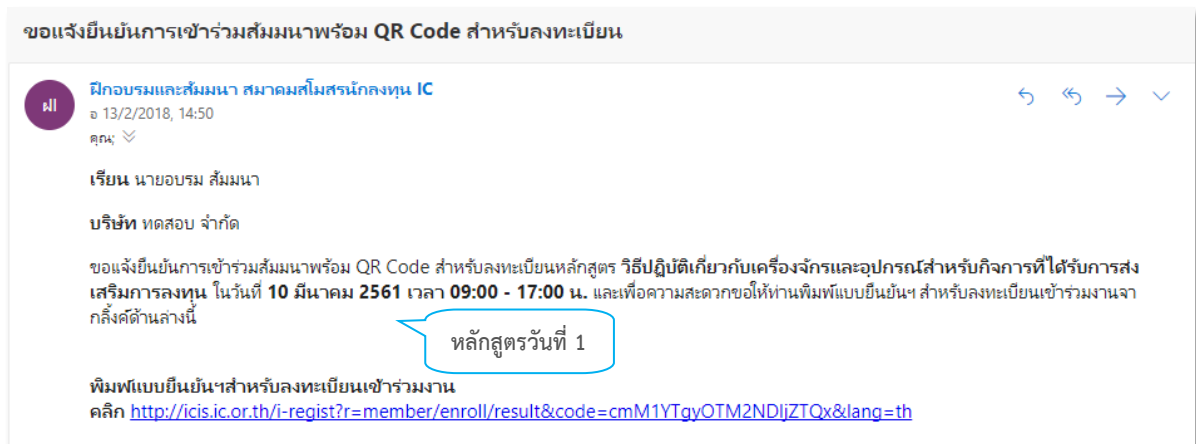 ขอแจ้งยืนยันการเข้าร่วมสัมมนาพร้อม QR Code สำหรับลงทะเบียน
ฝI
ฝึกอบรมและสัมมนา สมาคมสโมสรนักลงทุน IC
อ 13/2/2018, 14:50
คุณ;
เรียน นายอบรม สัมมนา
บริษัท ทดสอบ จำกัด
ขอแจ้งยืนยันการเข้าร่วมสัมมนาพร้อม QR Code สำหรับลงทะเบียนหลักสูตร วิธีปฏิบัติเกี่ยวกับเครื่องจักรและอุปกรณ์สำหรับกิจการที่ได้รับการส่ง
เสริมการลงทุน ในวันที่ 10 มีนาคม 2561 เวลา 09:00 - 17:00 น. และเพื่อความสะดวกขอให้ท่านพิมพ์แบบยืนยันฯ สำหรับลงทะเบียนเข้าร่วมงานจา
กลิ้งค์ด้านล่างนี้
หลักสูตรวันที่ 1
พิมพ์แบบยืนยันฯสำหรับลงทะเบียนเข้าร่วมงาน
คลิก http://icis.ic.or.th/i-regist?r=member/enroll/result&code=cmM1YTgyOTM2NDljZTQx&lang=th